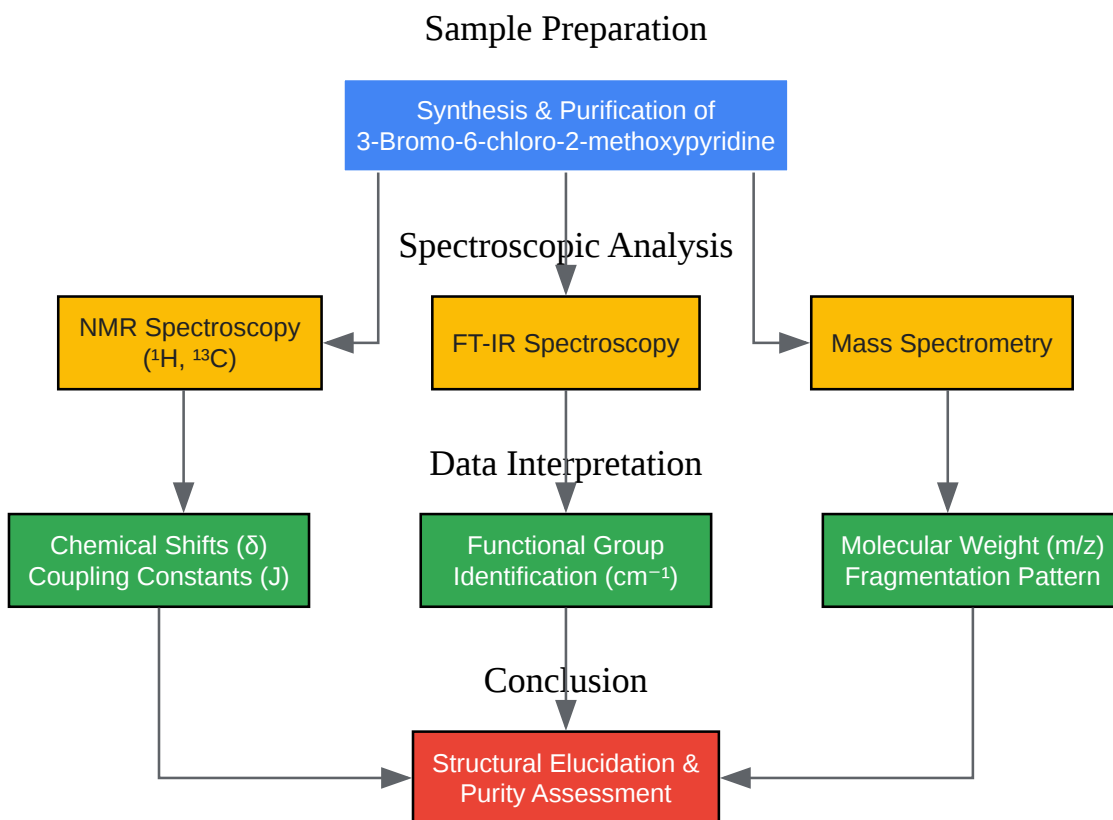 Sample Preparation
Synthesis & Purification of
3-Bromo-6-chloro-2-methoxypyridine
Spectroscopic Analysis
NMR Spectroscopy
(¹H, ¹³C)
FT-IR Spectroscopy
Mass Spectrometry
Data Interpretation
Chemical Shifts (δ)
Coupling Constants (J)
Functional Group
Identification (cm⁻¹)
Molecular Weight (m/z)
Fragmentation Pattern
Conclusion
Structural Elucidation &
Purity Assessment